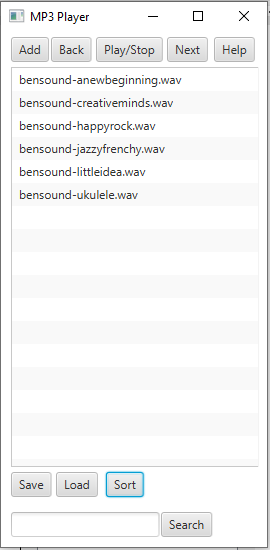 MP3 Player
Add Back Play/Stop Next Help
bensound-anewbeginning.wav
bensound-creativeminds.wav
bensound-happyrock.wav
bensound-jazzyfrenchy.wav
bensound-littleidea.wav
bensound-ukulele.wav
Save Load Sort
Search